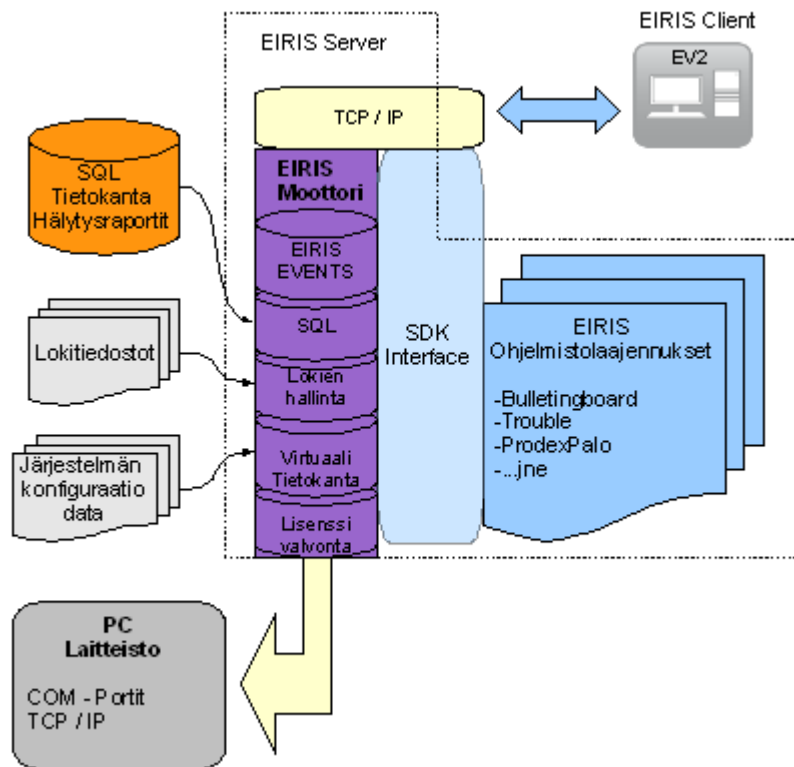 EIRIS Server
EIRIS Client
EV2
TCP / IP
SQL
Tietokanta
Hälytysraportit
EIRIS
Moottori
EIRIS
EVENTS
SQL
Lokien
hallinta
Virtuaali
Tietokanta
Lisenssi
valvonta
SDK
Interface
EIRIS
Ohjelmistolaajennukset
-Bulletingboard
-Trouble
-ProdexPalo
-...jne
Lokitiedostot
Järjestelmän
konfiguraatio
data
PC
Laitteisto
COM - Portit
TCP / IP